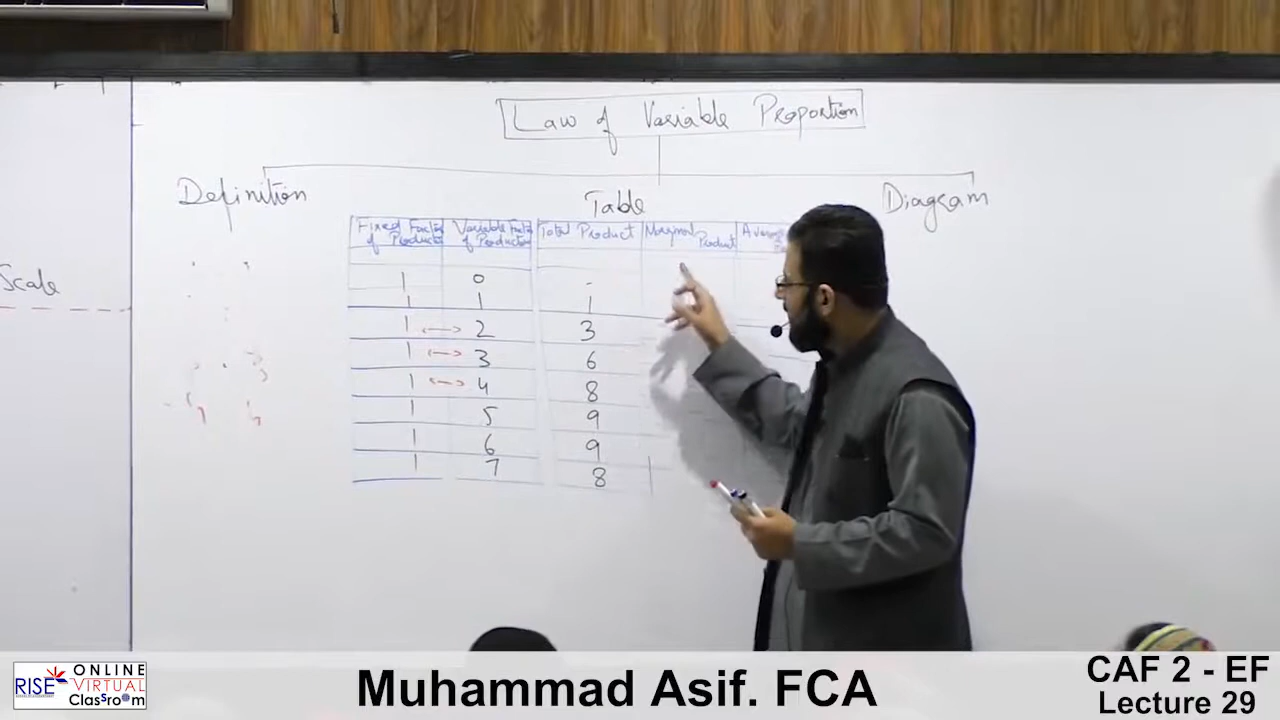 Law of Variable Proportion
Definition
Table
Diagram
Scale
Fixed Factor of Production
Variable Factor of Production
Total Product
Marginal Product
1 0 -
1 1 1
1 2 3
1 3 6
1 4 8
1 5 9
1 6 9
1 7 8
RISE
ONLINE
VIRTUAL
Classroom
Muhammad Asif. FCA
CAF 2 - EF
Lecture 29